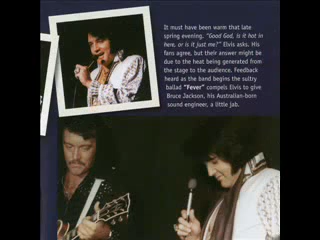 It must have been warm that late
spring evening. "Good God, is it hot in
here, or is it just me!" Elvis asks. His
fans agree, but their answer might be
due to the heat being generated from
the stage to the audience. Feedback
heard as the band begins the sultry
ballad "Fever" compels Elvis to give
Bruce Jackson, his Australian-born
sound engineer, a little jab.